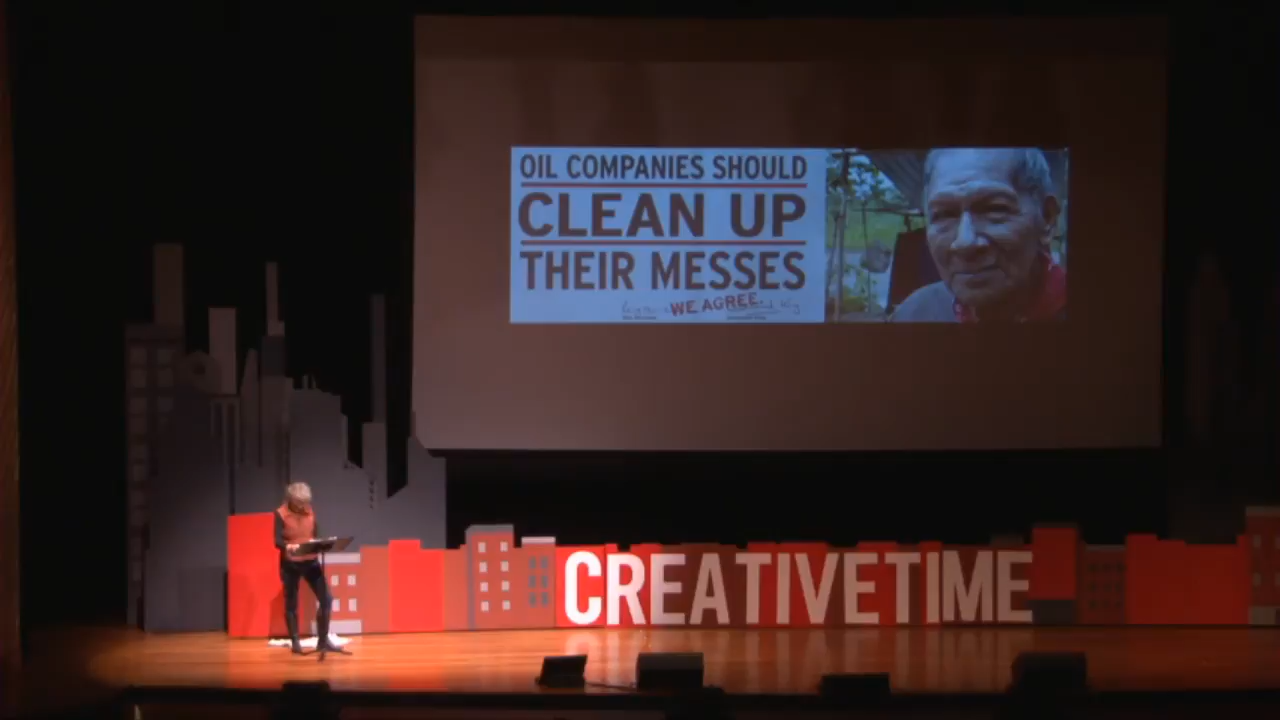 OIL COMPANIES SHOULD
CLEAN UP
THEIR MESSES
WE AGREE.
CREATIVETIME